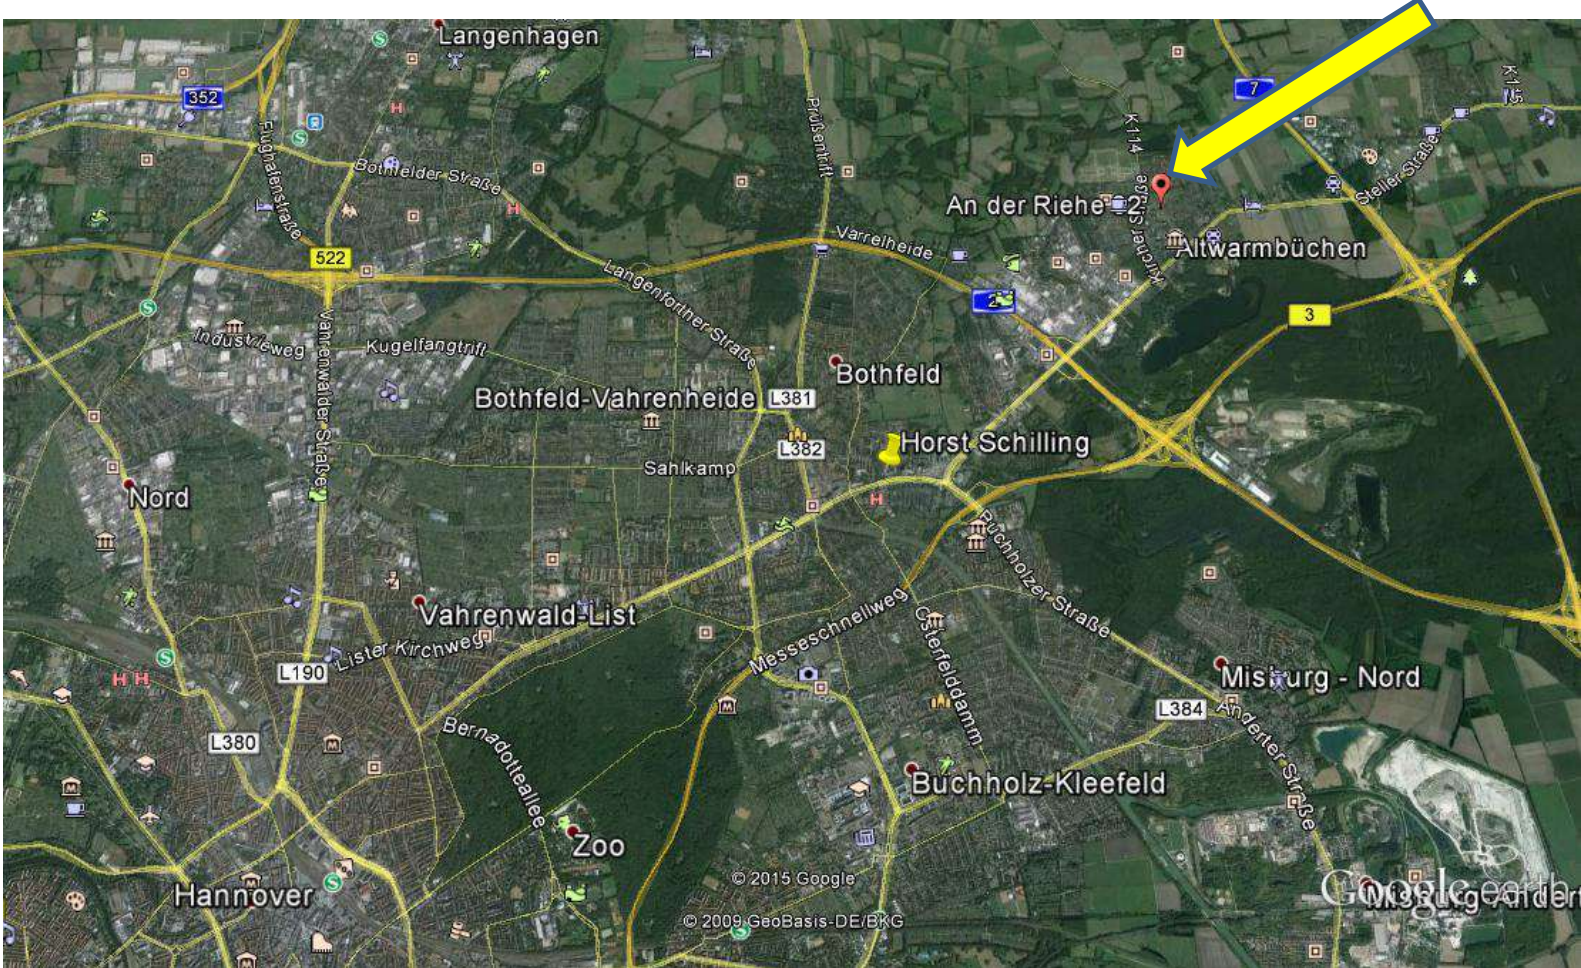 Langenhagen
352
7
K115
Flughafenstraße
Bothfelder Straße
Prüßentrift
K114
Steller Straße
An der Riehe
2
Kircher Straße
Varrelheide
Altwarmbüchen
522
Langenforther Straße
2
3
Industrieweg
Kugelfangtrift
Vahrenwalder Straße
Bothfeld
Bothfeld-Vahrenheide
L381
L382
Horst Schilling
Sahlkamp
Nord
Buchholzer Straße
Vahrenwald-List
Lister Kirchweg
Messeschnellweg
Osterfelddamm
L190
Misburg - Nord
L384
Anderter Straße
L380
Bernadotteallee
Buchholz-Kleefeld
Zoo
© 2015 Google
Hannover
Google earth
© 2009 GeoBasis-DE/BKG